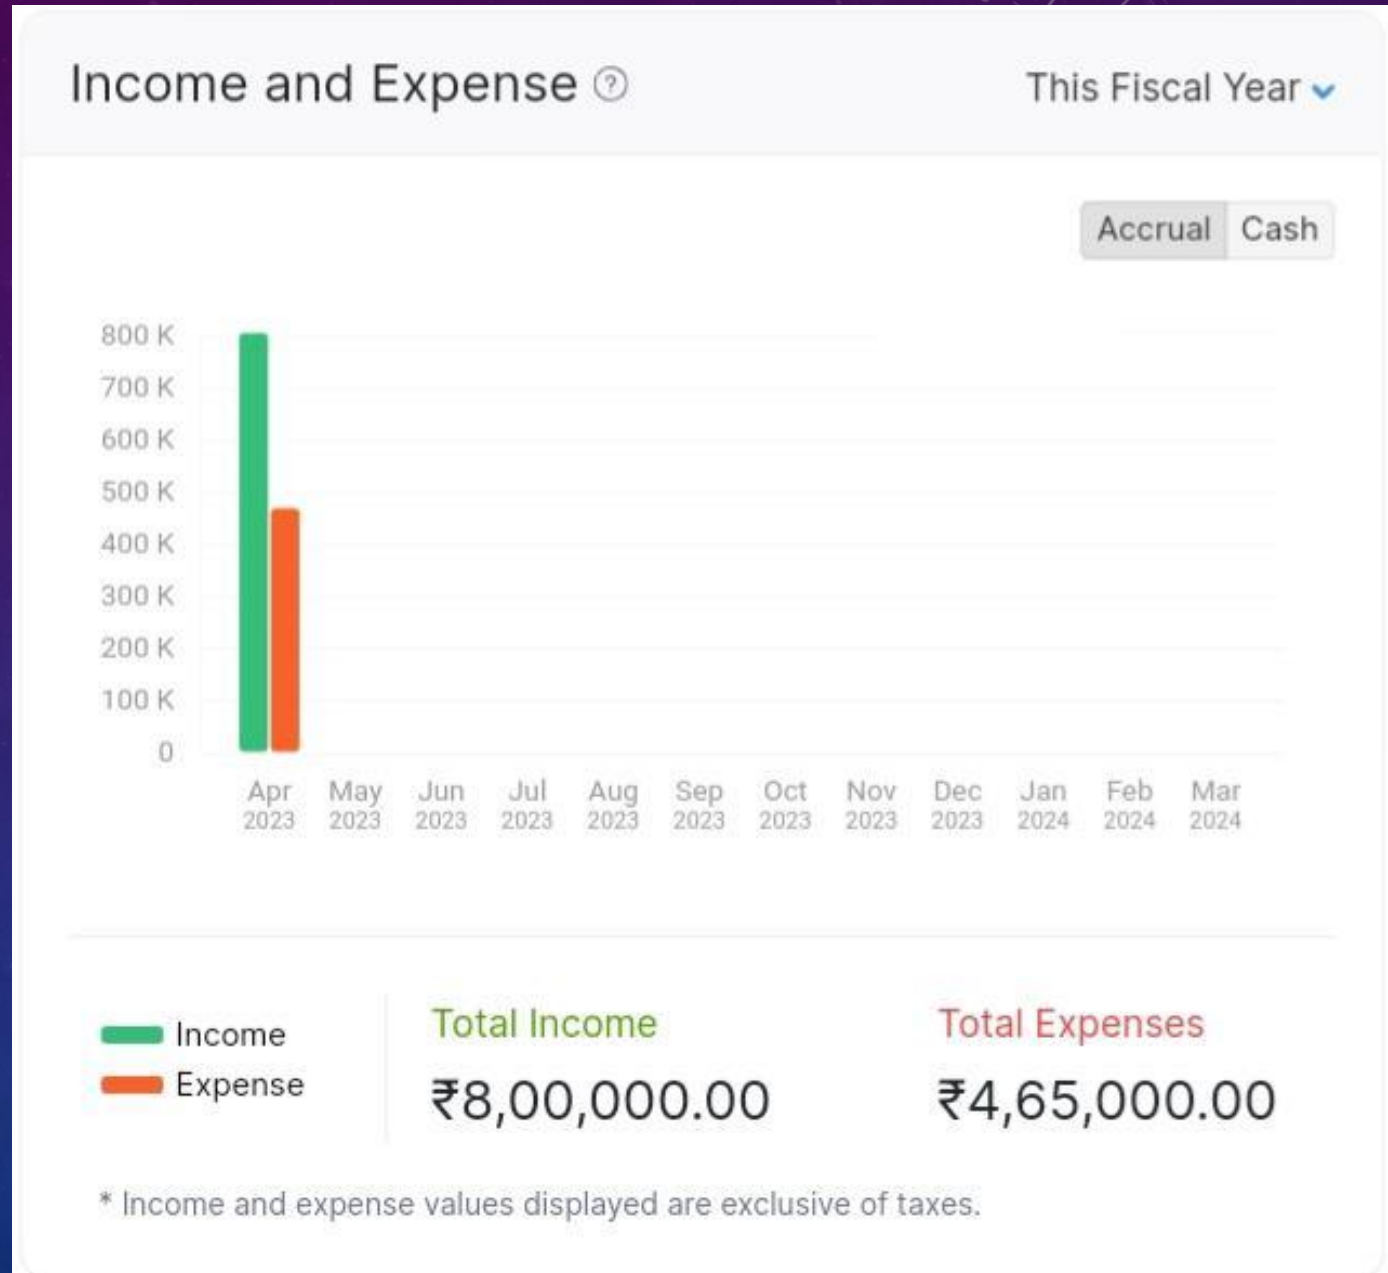 Income and Expense ?
This Fiscal Year
Accrual Cash
800 K
700 K
600 K
500 K
400 K
300 K
200 K
100 K
0
Apr May Jun Jul Aug Sep Oct Nov Dec Jan Feb Mar
2023 2023 2023 2023 2023 2023 2023 2023 2023 2024 2024 2024
Income
Expense
Total Income
₹8,00,000.00
Total Expenses
₹4,65,000.00
* Income and expense values displayed are exclusive of taxes.